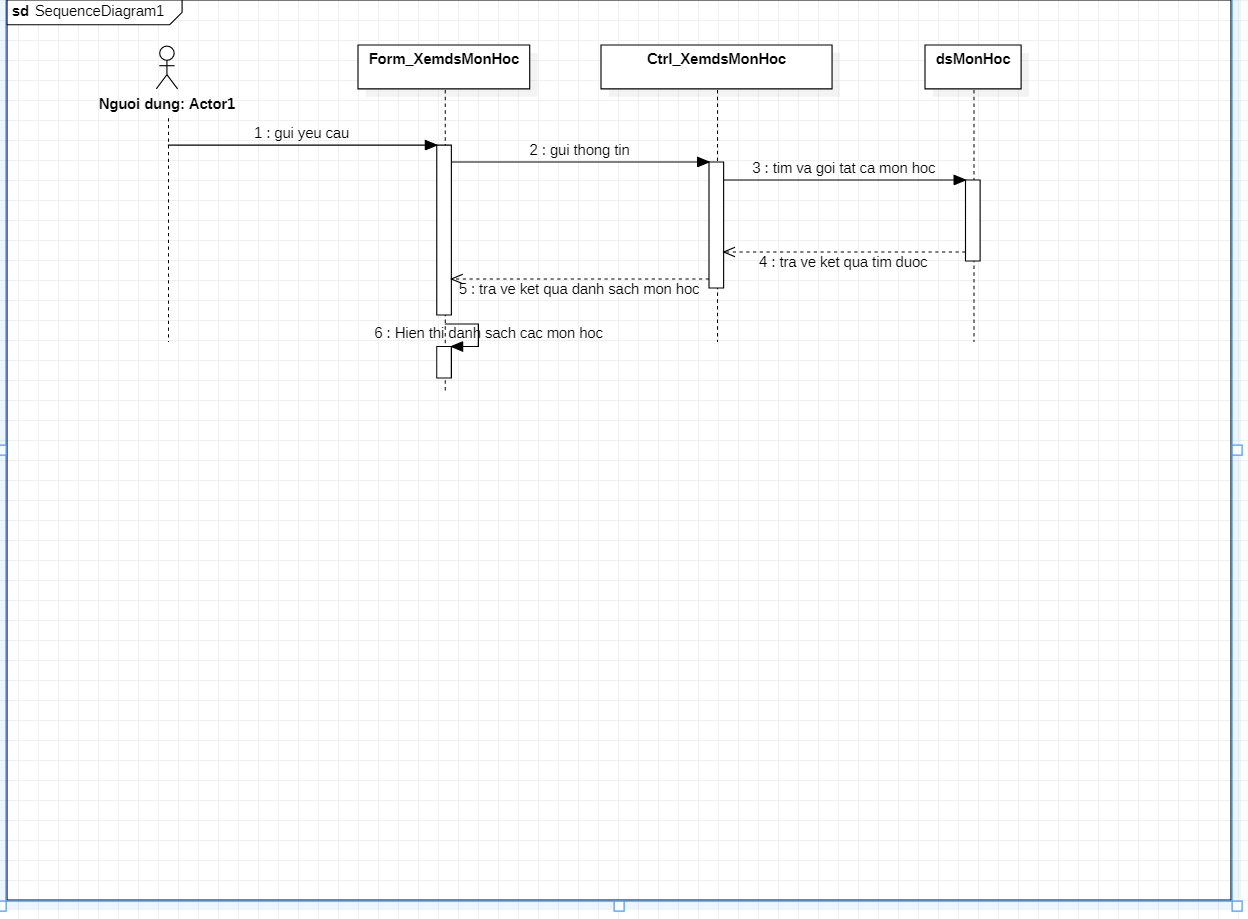 sd SequenceDiagram1
Form_XemdsMonHoc
Ctrl_XemdsMonHoc
dsMonHoc
Nguoi dung: Actor1
1 : gui yeu cau
2 : gui thong tin
3 : tim va goi tat ca mon hoc
4 : tra ve ket qua tim duoc
5 : tra ve ket qua danh sach mon hoc
6 : Hien thi danh sach cac mon hoc